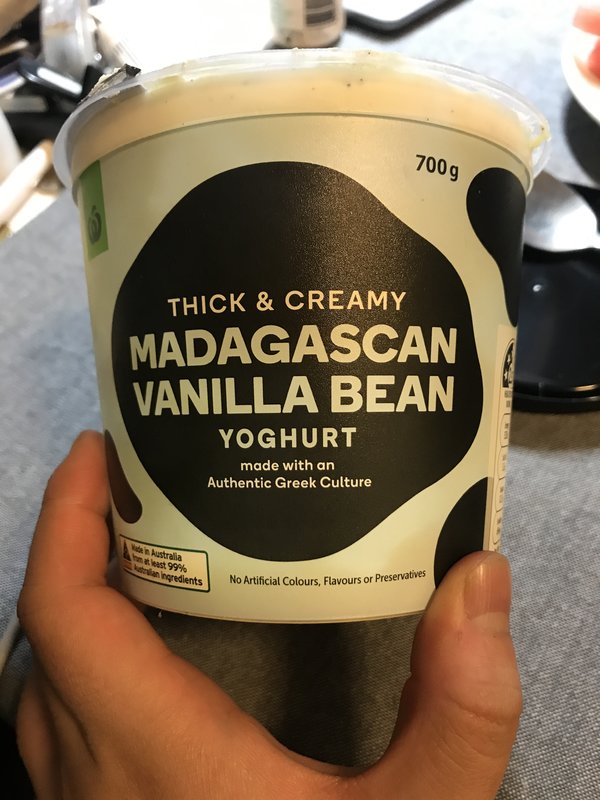 700g
THICK & CREAMY
MADAGASCAN
VANILLA BEAN
YOGHURT
made with an
Authentic Greek Culture
Made in Australia
from at least 99%
Australian ingredients
No Artificial Colours, Flavours or Preservatives